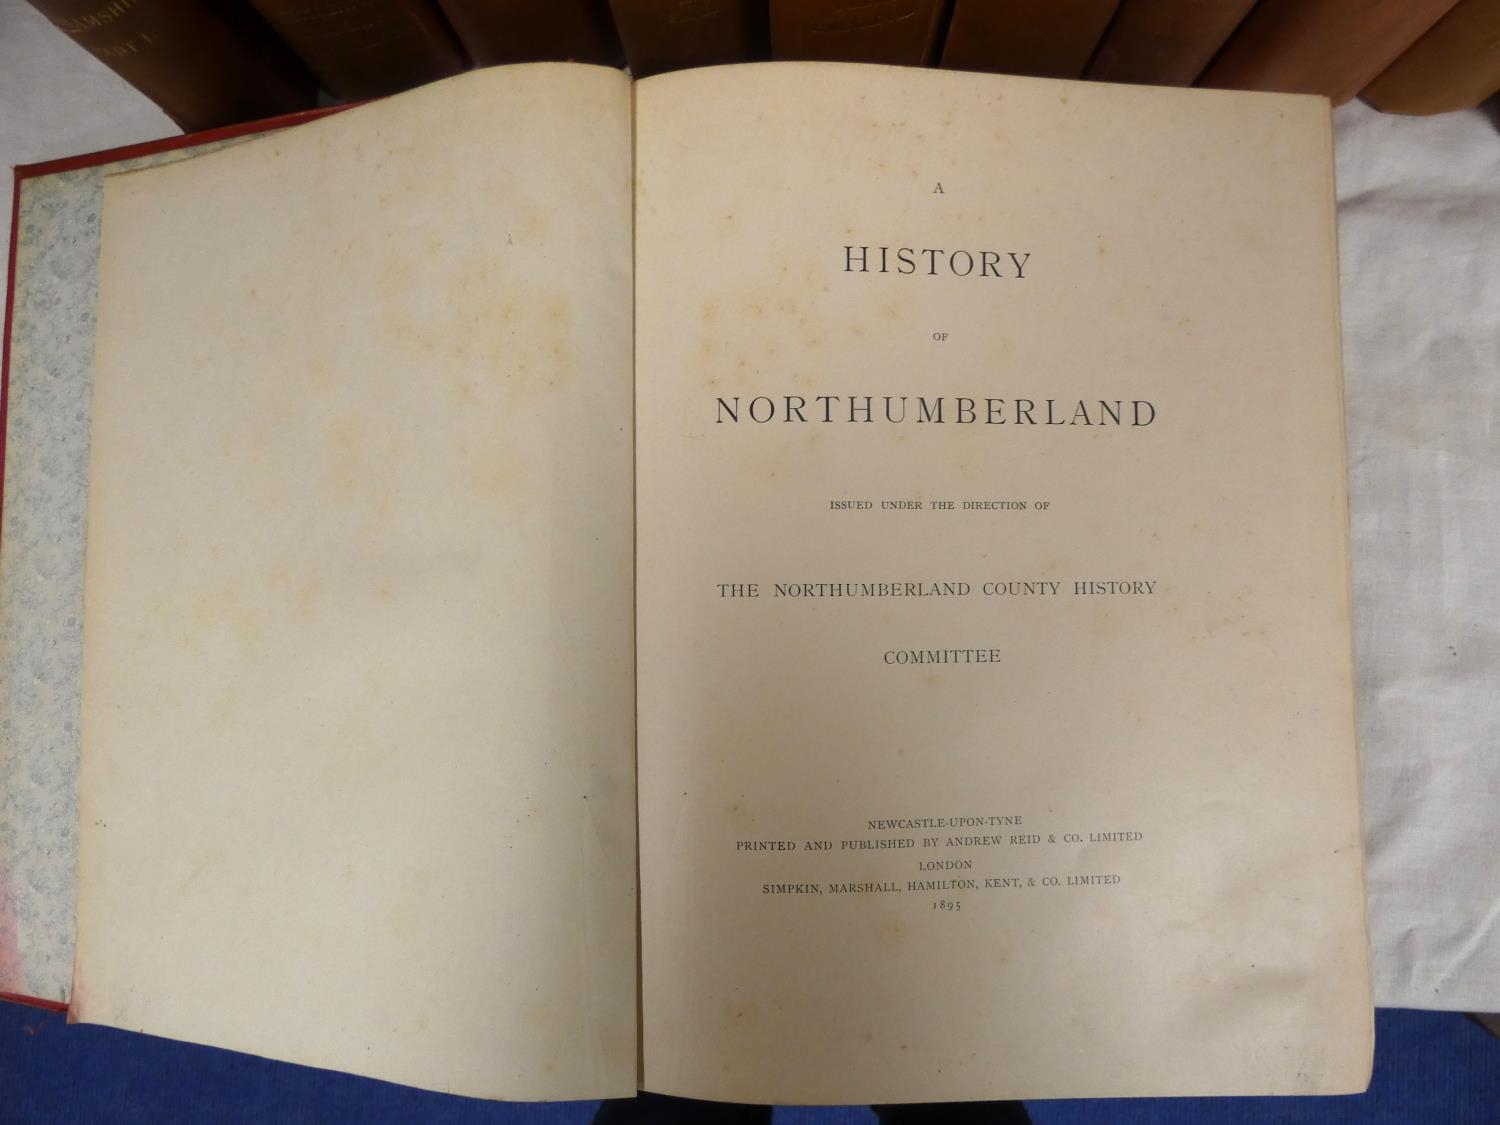 PART I.
A
HISTORY
OF
NORTHUMBERLAND
ISSUED UNDER THE DIRECTION OF
THE NORTHUMBERLAND COUNTY HISTORY
COMMITTEE
NEWCASTLE-UPON-TYNE
PRINTED AND PUBLISHED BY ANDREW REID & CO. LIMITED
LONDON
SIMPKIN, MARSHALL, HAMILTON, KENT, & CO. LIMITED
1895